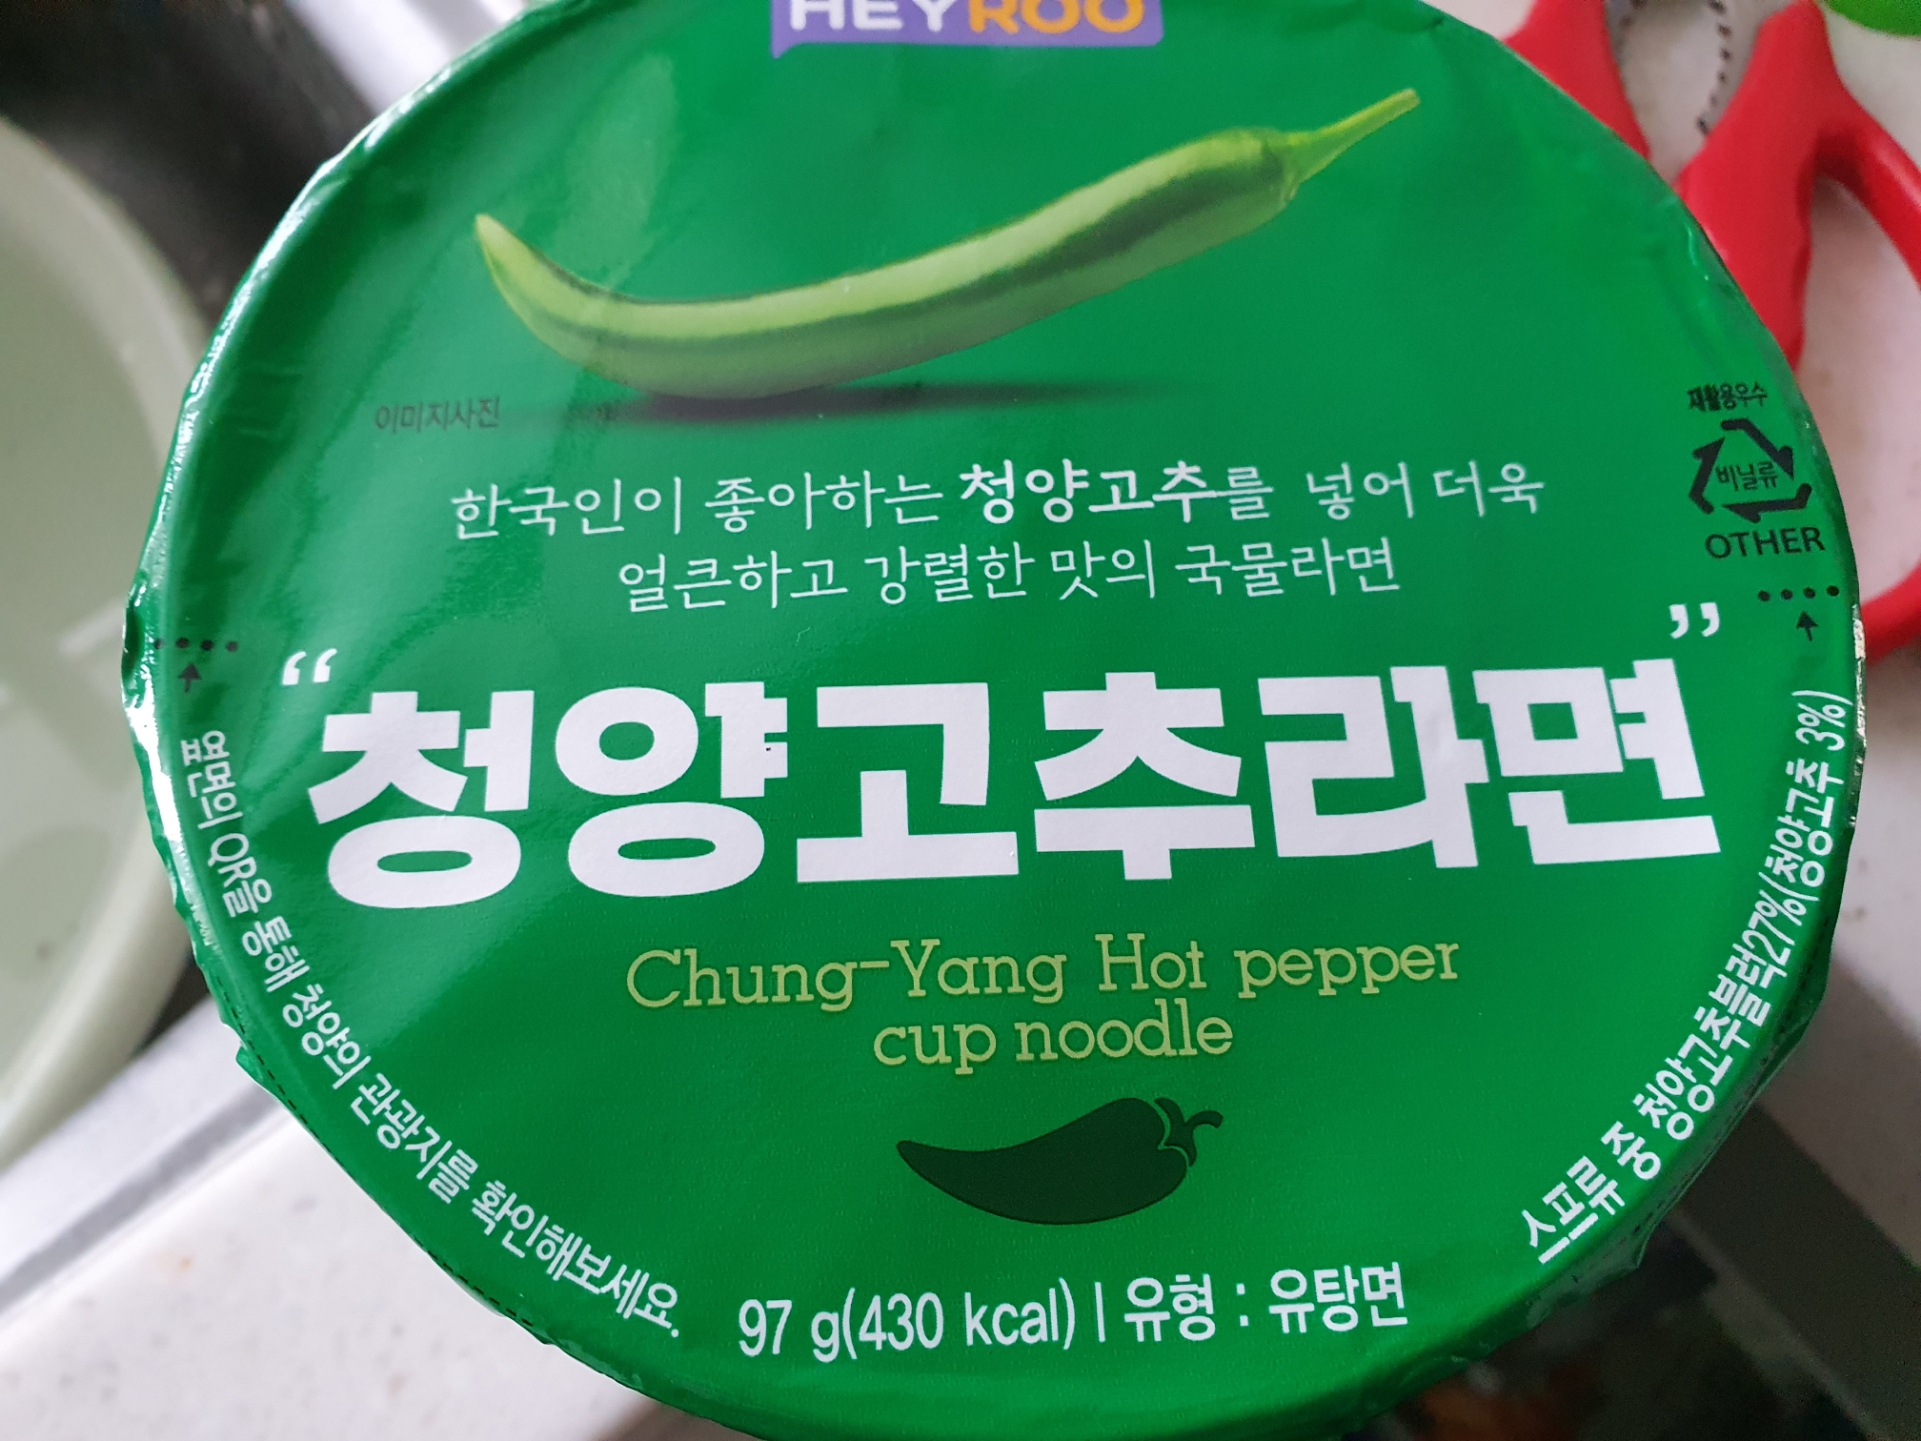 HEYROO
이미지사진
재활용우수
비닐류
OTHER
한국인이 좋아하는 청양고추를 넣어 더욱
얼큰하고 강렬한 맛의 국물라면
“청양고추라면”
Chung-Yang Hot pepper
cup noodle
옆면의 QR을 통해 청양의 관광지를 확인해보세요.
97 g(430 kcal) | 유형 : 유탕면
스프류 중 청양고추블럭27%(청양고추 3%)